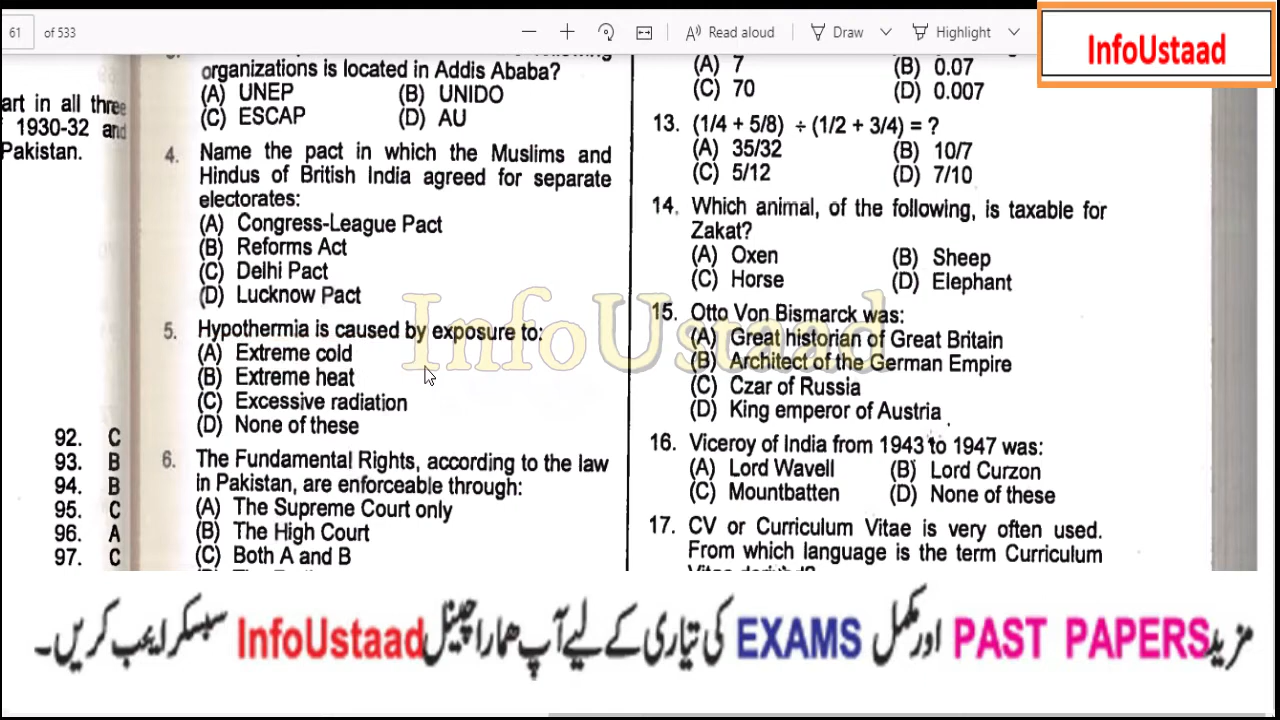 61 of 533
Read aloud
Draw
Highlight
InfoUstaad
art in all three
1930-32 and
Pakistan.
92. C
93. B
94. B
95. C
96. A
97. C
organizations is located in Addis Ababa?
(A) UNEP (B) UNIDO
(C) ESCAP (D) AU
4. Name the pact in which the Muslims and
Hindus of British India agreed for separate
electorates:
(A) Congress-League Pact
(B) Reforms Act
(C) Delhi Pact
(D) Lucknow Pact
5. Hypothermia is caused by exposure to:
(A) Extreme cold
(B) Extreme heat
(C) Excessive radiation
(D) None of these
6. The Fundamental Rights, according to the law
in Pakistan, are enforceable through:
(A) The Supreme Court only
(B) The High Court
(C) Both A and B
(A) 7 (B) 0.07
(C) 70 (D) 0.007
13. (1/4 + 5/8) ÷ (1/2 + 3/4) = ?
(A) 35/32 (B) 10/7
(C) 5/12 (D) 7/10
14. Which animal, of the following, is taxable for
Zakat?
(A) Oxen (B) Sheep
(C) Horse (D) Elephant
15. Otto Von Bismarck was:
(A) Great historian of Great Britain
(B) Architect of the German Empire
(C) Czar of Russia
(D) King emperor of Austria
16. Viceroy of India from 1943 to 1947 was:
(A) Lord Wavell (B) Lord Curzon
(C) Mountbatten (D) None of these
17. CV or Curriculum Vitae is very often used.
From which language is the term Curriculum
InfoUstaad
مزید PAST PAPERS اور مکمل EXAMS کی تیاری کے لیے آپ ہمارا چینل InfoUstaad سبسکرائب کریں۔